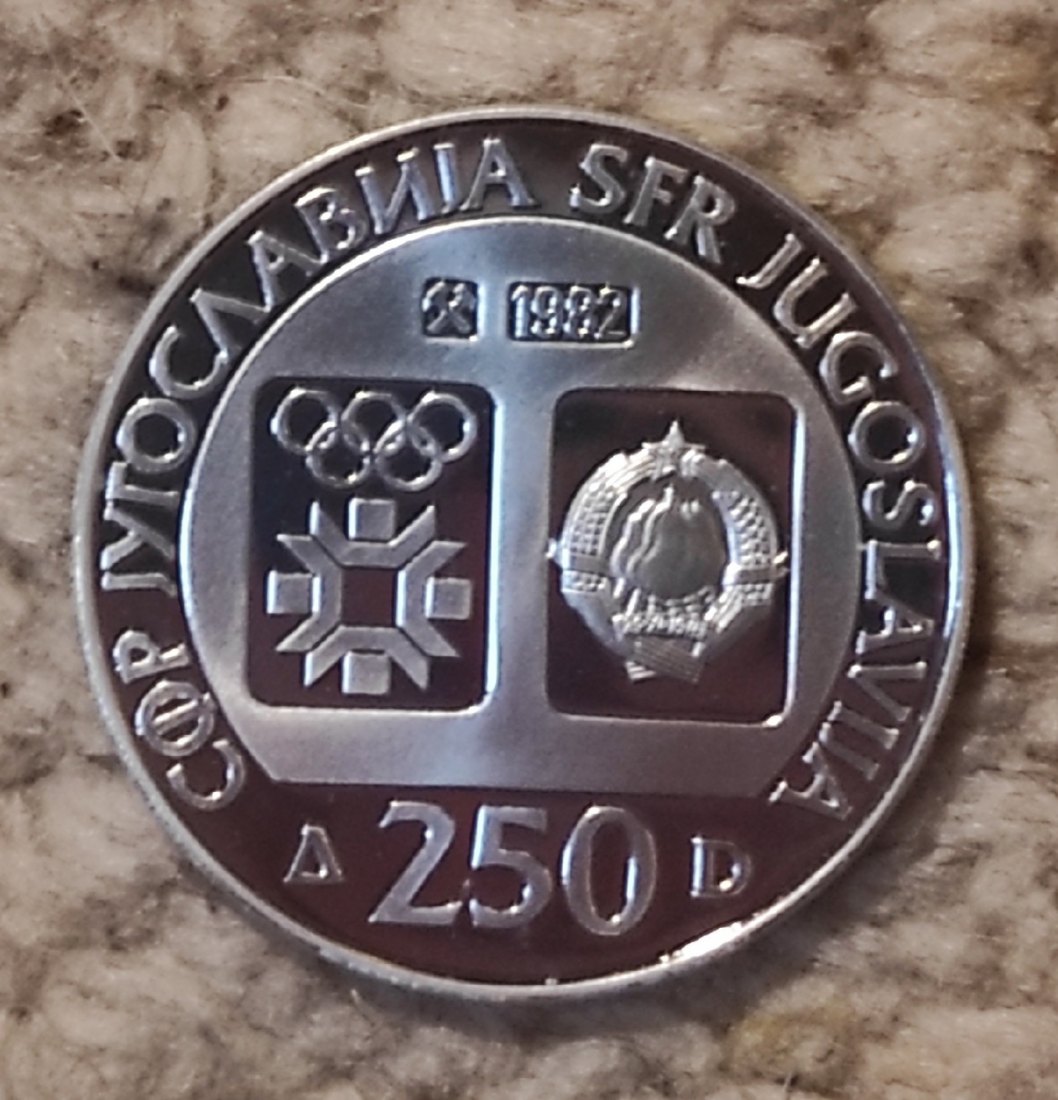 СФР ЈУГОСЛАВИЈА SFR JUGOSLAVIJA
1982
Д 250 D